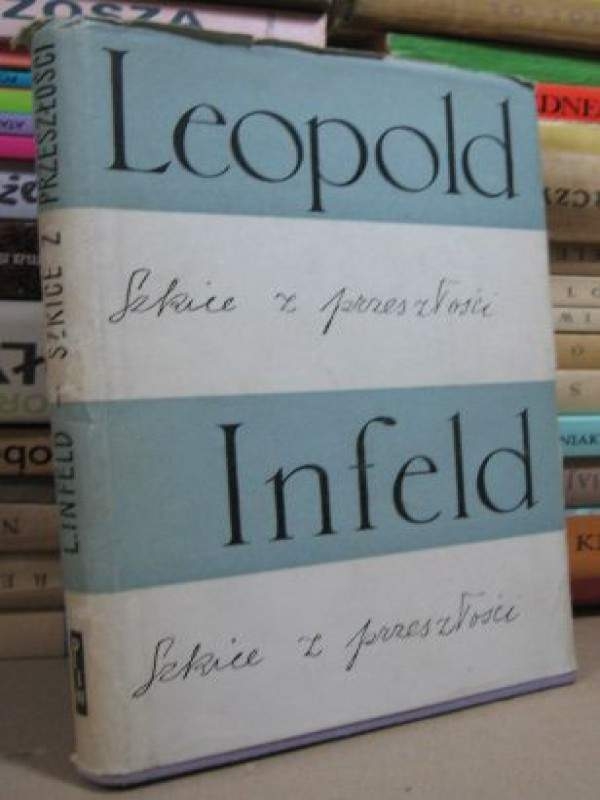 Leopold
Szkice z przeszłości
Infeld
Szkice z przeszłości
L.INFELD - SZKICE Z PRZESZŁOŚCI